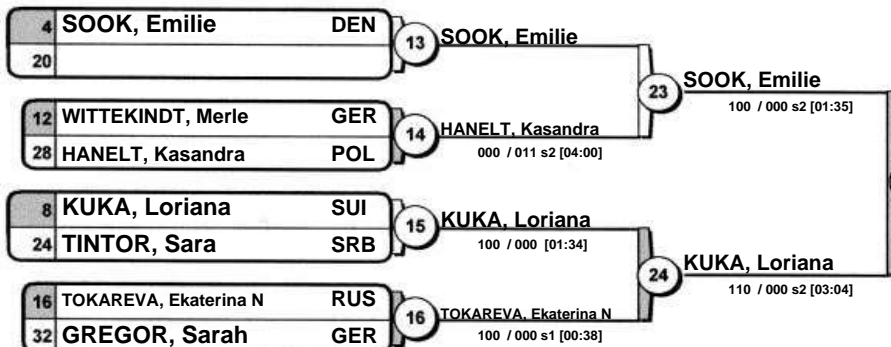 4 SOOK, Emilie DEN
20
13 SOOK, Emilie
12 WITTEKINDT, Merle GER
28 HANELT, Kasandra POL
14 HANELT, Kasandra
000 / 011 s2 [04:00]
23 SOOK, Emilie
100 / 000 s2 [01:35]
8 KUKA, Loriana SUI
24 TINTOR, Sara SRB
15 KUKA, Loriana
100 / 000 [01:34]
16 TOKAREVA, Ekaterina N RUS
32 GREGOR, Sarah GER
16 TOKAREVA, Ekaterina N
100 / 000 s1 [00:38]
24 KUKA, Loriana
110 / 000 s2 [03:04]